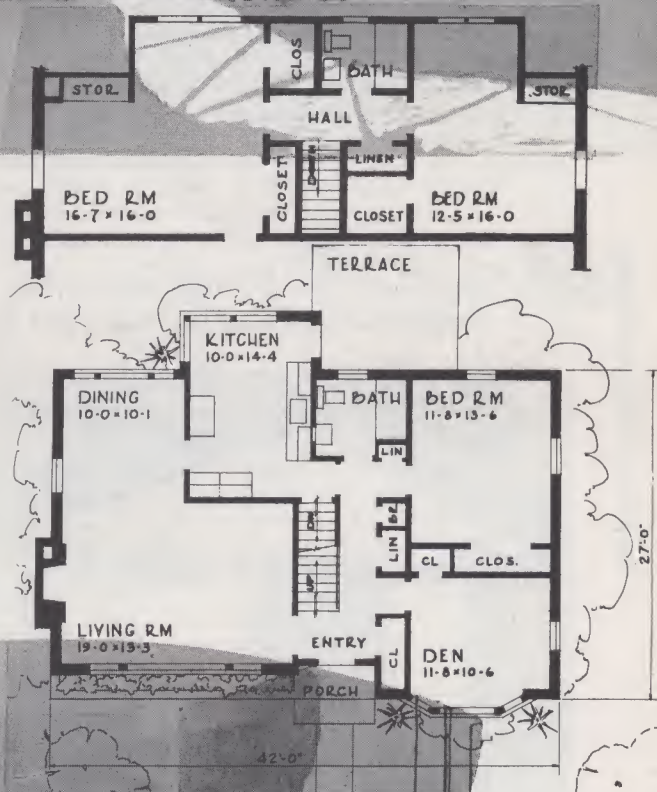 CLOS
BATH
STOR
STOR
HALL
DOWN
LINEN
CLOSET
BED RM
16-7 x 16-0
CLOSET
BED RM
12-5 x 16-0
TERRACE
KITCHEN
10-0 x 14-4
DINING
10-0 x 10-1
BATH
BED RM
11-8 x 13-6
LIN
DN
BR
LIN
UP
CL
CLOS.
27'-0"
LIVING RM
19-0 x 13-3
ENTRY
CL
DEN
11-8 x 10-6
PORCH
42'-0"